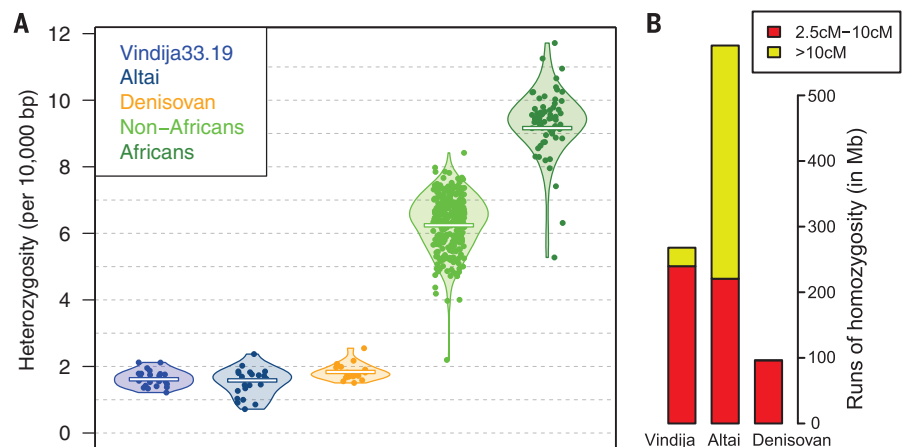 A
Heterozygosity (per 10,000 bp)
12
10
8
6
4
2
0
Vindija33.19
Altai
Denisovan
Non−Africans
Africans
B
2.5cM−10cM
>10cM
500
400
300
200
100
0
Runs of homozygosity (in Mb)
Vindija Altai Denisovan